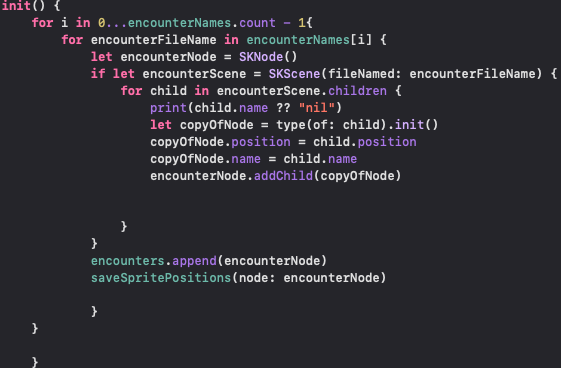 init() {
    for i in 0...encounterNames.count - 1{
        for encounterFileName in encounterNames[i] {
            let encounterNode = SKNode()
            if let encounterScene = SKScene(fileNamed: encounterFileName) {
                for child in encounterScene.children {
                    print(child.name ?? "nil")
                    let copyOfNode = type(of: child).init()
                    copyOfNode.position = child.position
                    copyOfNode.name = child.name
                    encounterNode.addChild(copyOfNode)
                }
            }
            encounters.append(encounterNode)
            saveSpritePositions(node: encounterNode)
            }
    }
    }